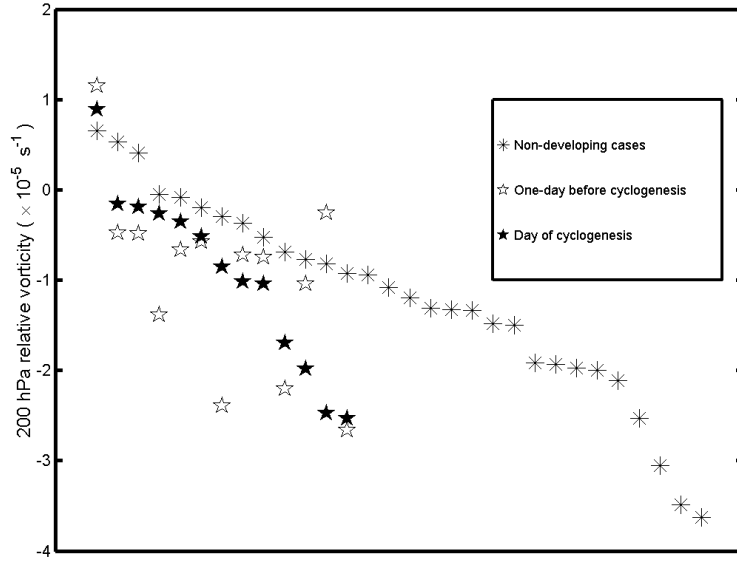 2
1
0
-1
-2
-3
-4
200 hPa relative vorticity ( × 10⁻⁵ s⁻¹ )
Non-developing cases
One-day before cyclogenesis
Day of cyclogenesis